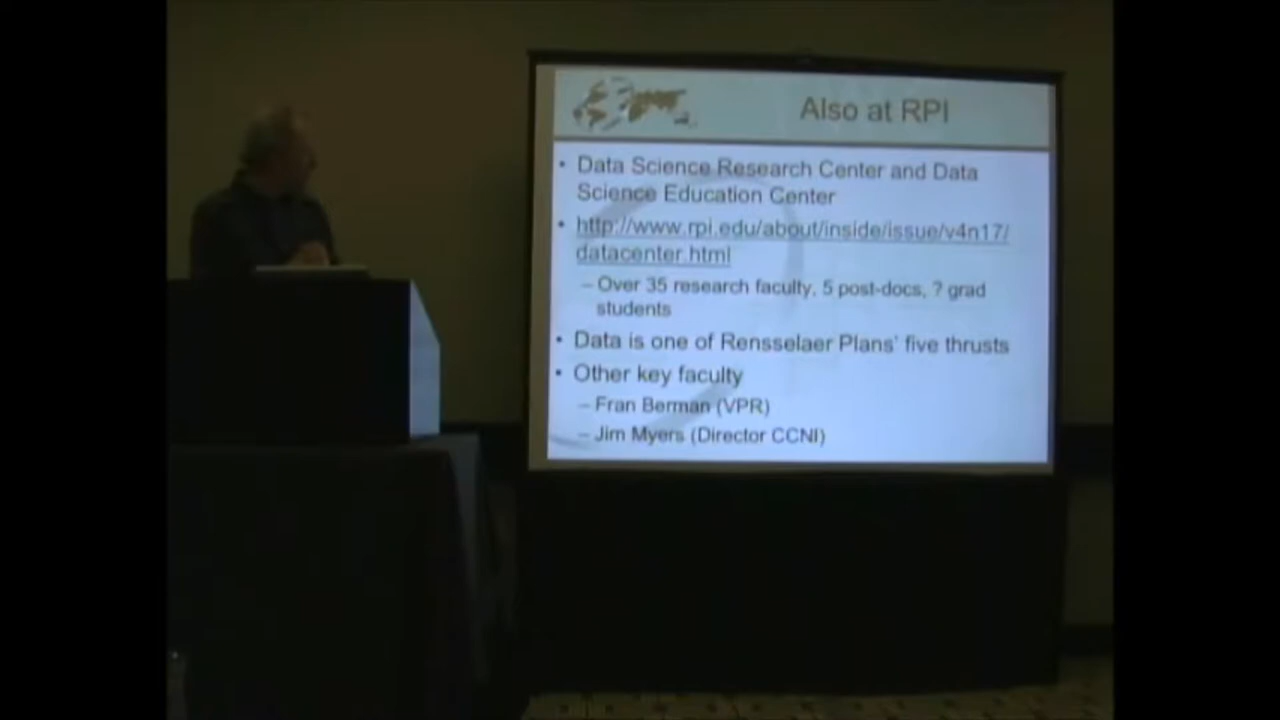 Also at RPI
• Data Science Research Center and Data
Science Education Center
• http://www.rpi.edu/about/inside/issue/v4n17/
datacenter.html
– Over 35 research faculty, 5 post-docs, ? grad
students
• Data is one of Rensselaer Plans' five thrusts
• Other key faculty
– Fran Berman (VPR)
– Jim Myers (Director CCNI)